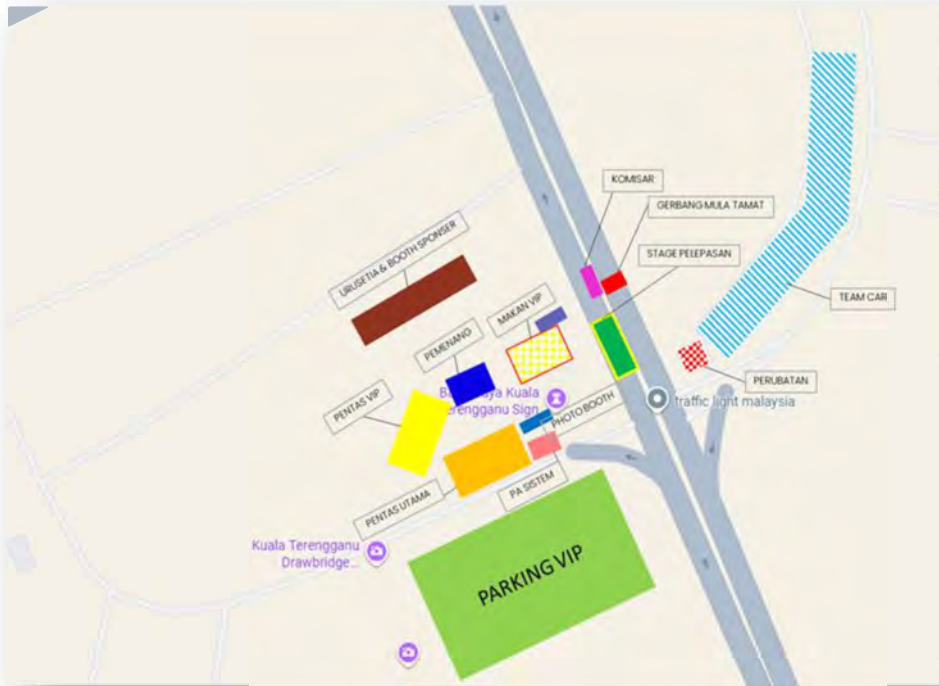 KOMISAR
GERBANG MULA TAMAT
STAGE PELEPASAN
URUSETIA & BOOTH SPONSER
TEAM CAR
MAKAN VIP
PEMENANG
PERUBATAN
PENTAS VIP
Kuala
erengganu Sign
traffic light malaysia
PHOTO BOOTH
PA SISTEM
PENTAS UTAMA
Kuala Terengganu
Drawbridge...
PARKING VIP